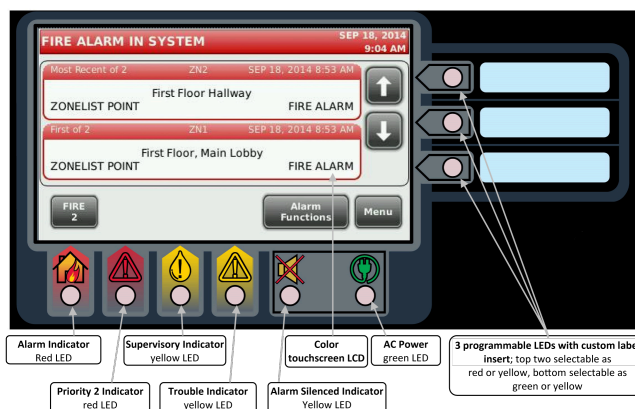 FIRE ALARM IN SYSTEM
SEP 18, 2014
9:04 AM
Most Recent of 2 ZN2 SEP 18, 2014 8:53 AM
First Floor Hallway
ZONELIST POINT FIRE ALARM
First of 2 ZN1 SEP 18, 2014 8:53 AM
First Floor, Main Lobby
ZONELIST POINT FIRE ALARM
FIRE
2
Alarm
Functions
Menu
Alarm Indicator
Red LED
Supervisory Indicator
yellow LED
Color
touchscreen LCD
AC Power
green LED
3 programmable LEDs with custom labe
insert; top two selectable as
red or yellow, bottom selectable as
green or yellow
Priority 2 Indicator
red LED
Trouble Indicator
yellow LED
Alarm Silenced Indicator
Yellow LED